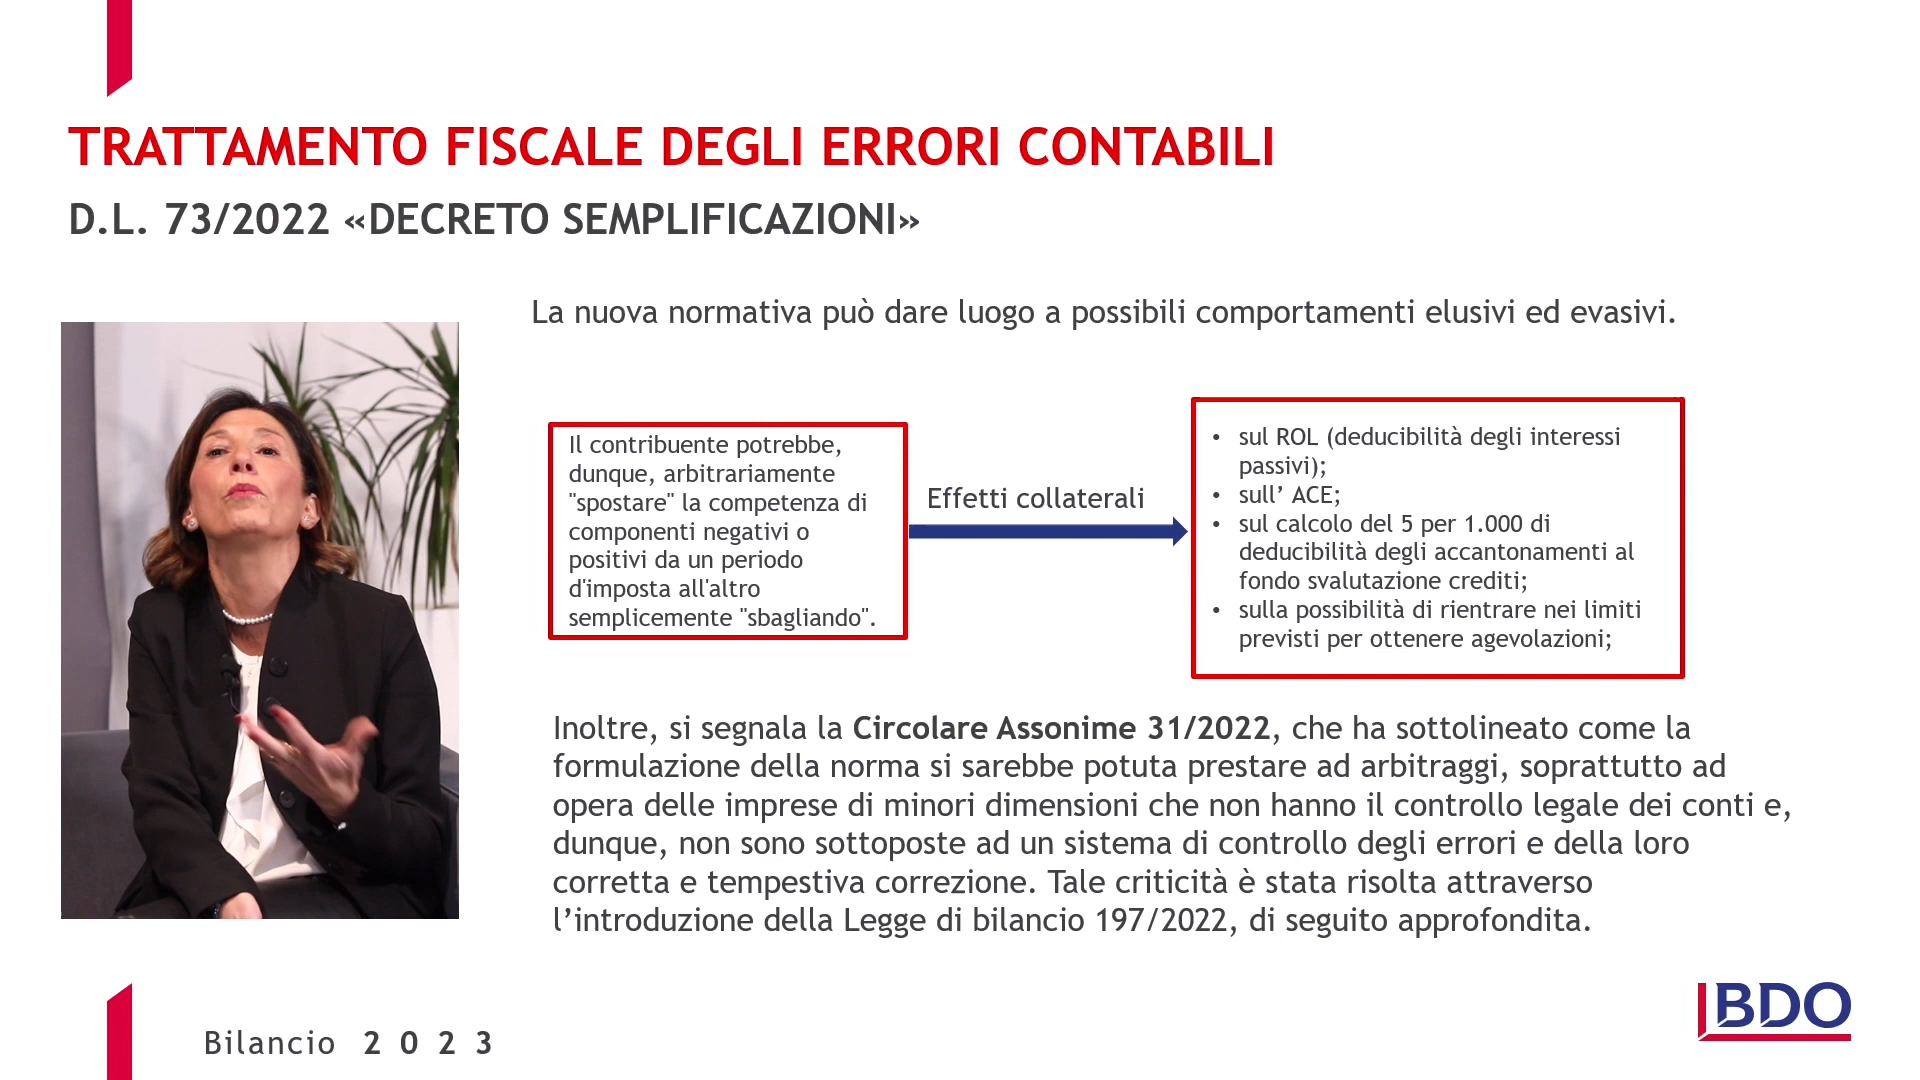 TRATTAMENTO FISCALE DEGLI ERRORI CONTABILI
D.L. 73/2022 «DECRETO SEMPLIFICAZIONI»
La nuova normativa può dare luogo a possibili comportamenti elusivi ed evasivi.
Il contribuente potrebbe,
dunque, arbitrariamente
"spostare" la competenza di
componenti negativi o
positivi da un periodo
d'imposta all'altro
semplicemente "sbagliando".
Effetti collaterali
• sul ROL (deducibilità degli interessi
passivi);
• sull’ ACE;
• sul calcolo del 5 per 1.000 di
deducibilità degli accantonamenti al
fondo svalutazione crediti;
• sulla possibilità di rientrare nei limiti
previsti per ottenere agevolazioni;
Inoltre, si segnala la Circolare Assonime 31/2022, che ha sottolineato come la
formulazione della norma si sarebbe potuta prestare ad arbitraggi, soprattutto ad
opera delle imprese di minori dimensioni che non hanno il controllo legale dei conti e,
dunque, non sono sottoposte ad un sistema di controllo degli errori e della loro
corretta e tempestiva correzione. Tale criticità è stata risolta attraverso
l’introduzione della Legge di bilancio 197/2022, di seguito approfondita.
Bilancio 2023
BDO